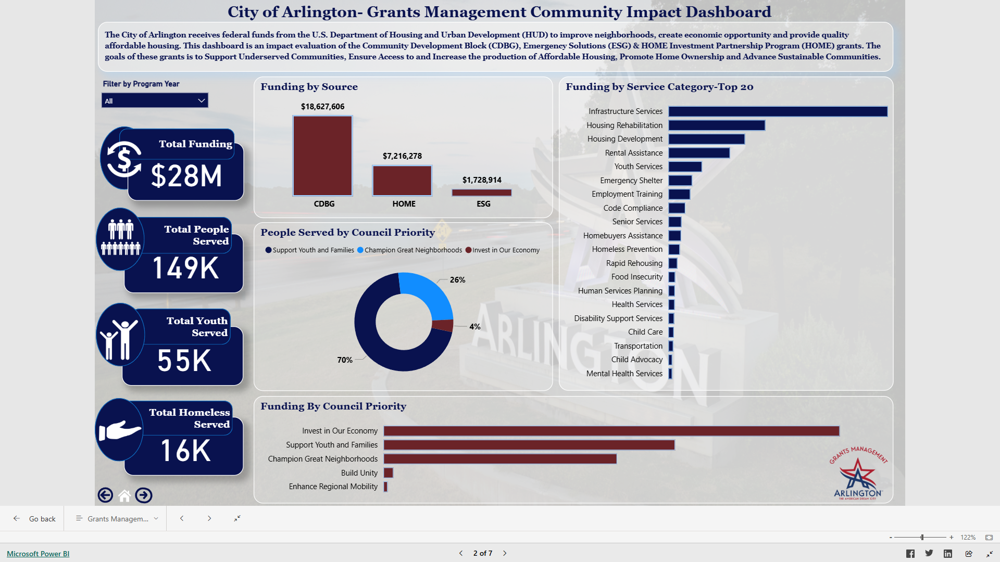 City of Arlington- Grants Management Community Impact Dashboard
The City of Arlington receives federal funds from the U.S. Department of Housing and Urban Development (HUD) to improve neighborhoods, create economic opportunity and provide quality
affordable housing. This dashboard is an impact evaluation of the Community Development Block (CDBG), Emergency Solutions (ESG) & HOME Investment Partnership Program (HOME) grants. The
goals of these grants is to Support Underserved Communities, Ensure Access to and Increase the production of Affordable Housing, Promote Home Ownership and Advance Sustainable Communities.
Filter by Program Year
All
Total Funding
$28M
Total People
Served
149K
Total Youth
Served
55K
Total Homeless
Served
16K
Funding by Source
$18,627,606
$7,216,278
$1,728,914
CDBG
HOME
ESG
People Served by Council Priority
Support Youth and Families
Champion Great Neighborhoods
Invest in Our Economy
26%
4%
70%
Funding by Service Category-Top 20
Infrastructure Services
Housing Rehabilitation
Housing Development
Rental Assistance
Youth Services
Emergency Shelter
Employment Training
Code Compliance
Senior Services
Homebuyers Assistance
Homeless Prevention
Rapid Rehousing
Food Insecurity
Human Services Planning
Health Services
Disability Support Services
Child Care
Transportation
Child Advocacy
Mental Health Services
ARLINGTON
Funding By Council Priority
Invest in Our Economy
Support Youth and Families
Champion Great Neighborhoods
Build Unity
Enhance Regional Mobility
GRANTS MANAGEMENT
ARLINGTON
THE AMERICAN DREAM CITY
Go back
Grants Managem...
- + 122%
Microsoft Power BI
2 of 7